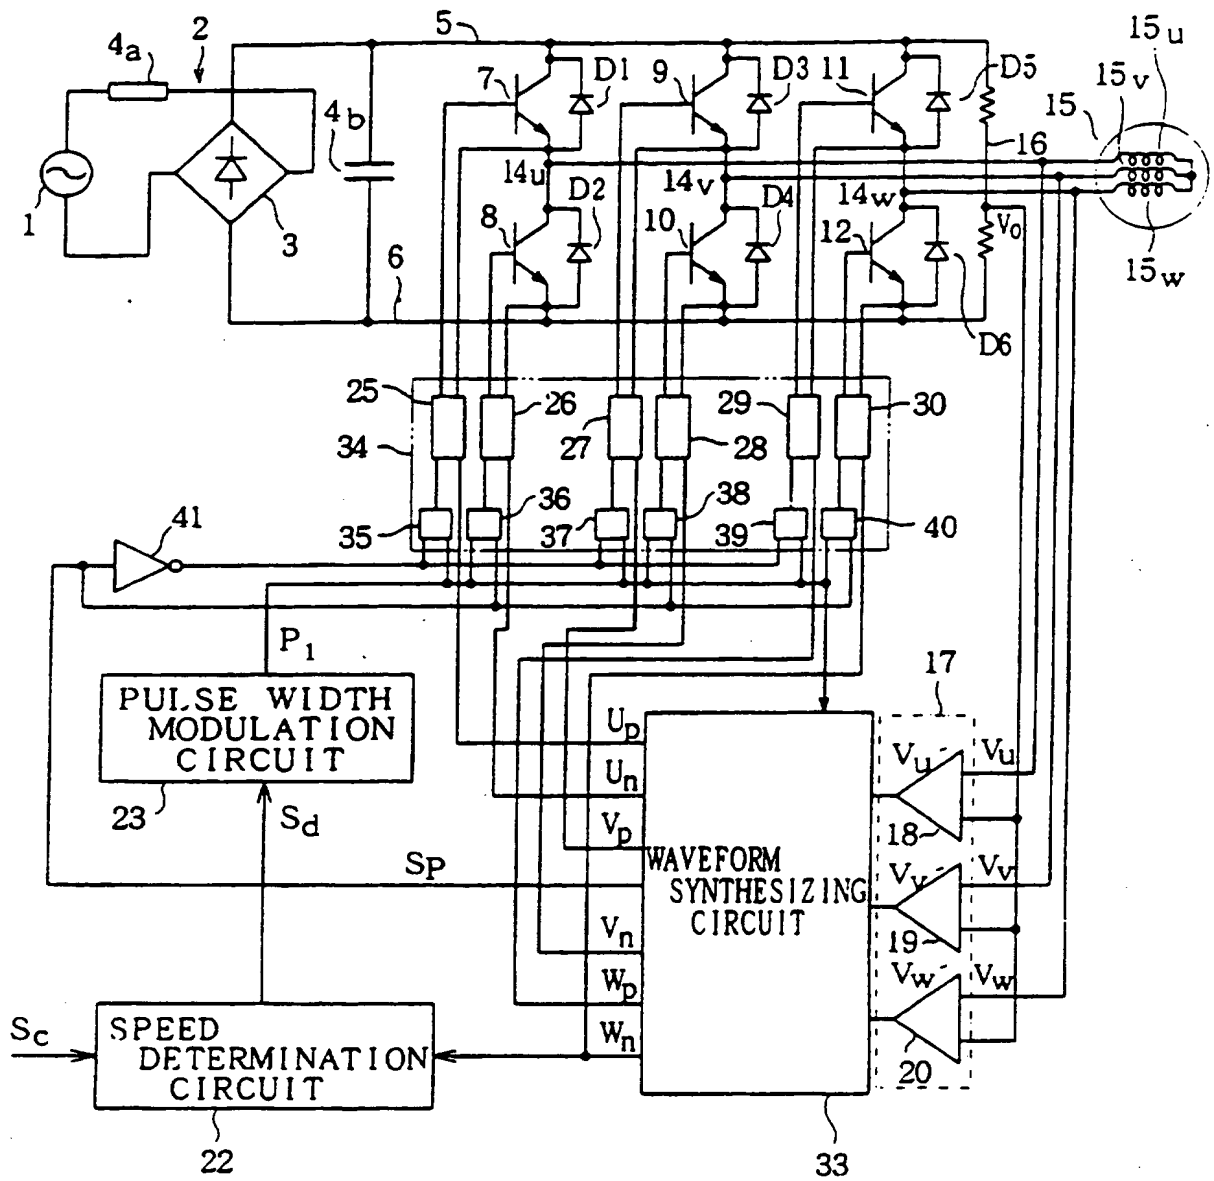 4a
2
5
15u
15v
15
7
D1
9
D3
11
D5
4b
16
1
3
14u
14v
14w
8
D2
10
D4
12
V0
15w
6
D6
25
26
29
30
34
27
28
36
38
41
35
37
39
40
P1
PULSE WIDTH
MODULATION
CIRCUIT
17
Up
Vu'
Vu
Un
23
Sd
Vp
18
SP
WAVEFORM
SYNTHESIZING
CIRCUIT
Vv'
Vv
Vn
19
Wp
Vw'
Vw
Wn
Sc
SPEED
DETERMINATION
CIRCUIT
20
22
33